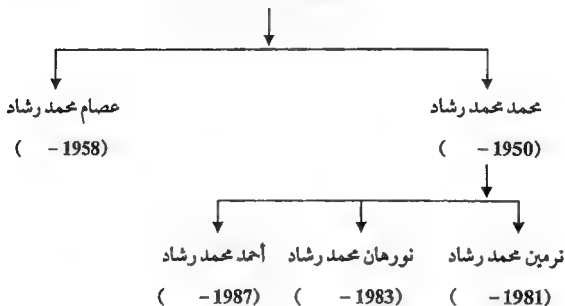 محمد محمد رشاد
عصام محمد رشاد
(1950 - )
(1958 - )
نرمين محمد رشاد
نورهان محمد رشاد
أحمد محمد رشاد
(1981 - )
(1983 - )
(1987 - )